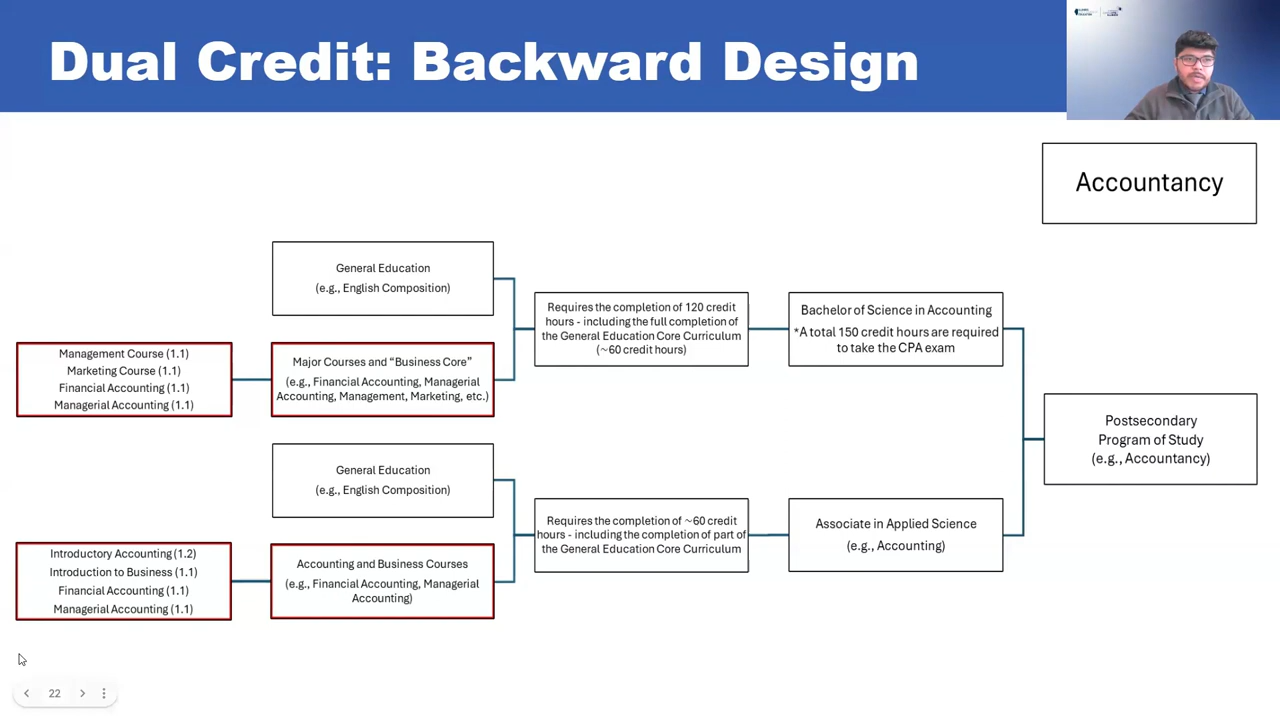 Dual Credit: Backward Design
Accountancy
General Education
(e.g., English Composition)
Requires the completion of 120 credit
hours - including the full completion of
the General Education Core Curriculum
(~60 credit hours)
Bachelor of Science in Accounting
*A total 150 credit hours are required
to take the CPA exam
Management Course (1.1)
Marketing Course (1.1)
Financial Accounting (1.1)
Managerial Accounting (1.1)
Major Courses and “Business Core”
(e.g., Financial Accounting, Managerial
Accounting, Management, Marketing, etc.)
Postsecondary
Program of Study
(e.g., Accountancy)
General Education
(e.g., English Composition)
Requires the completion of ~60 credit
hours - including the completion of part of
the General Education Core Curriculum
Associate in Applied Science
(e.g., Accounting)
Introductory Accounting (1.2)
Introduction to Business (1.1)
Financial Accounting (1.1)
Managerial Accounting (1.1)
Accounting and Business Courses
(e.g., Financial Accounting, Managerial
Accounting)
22